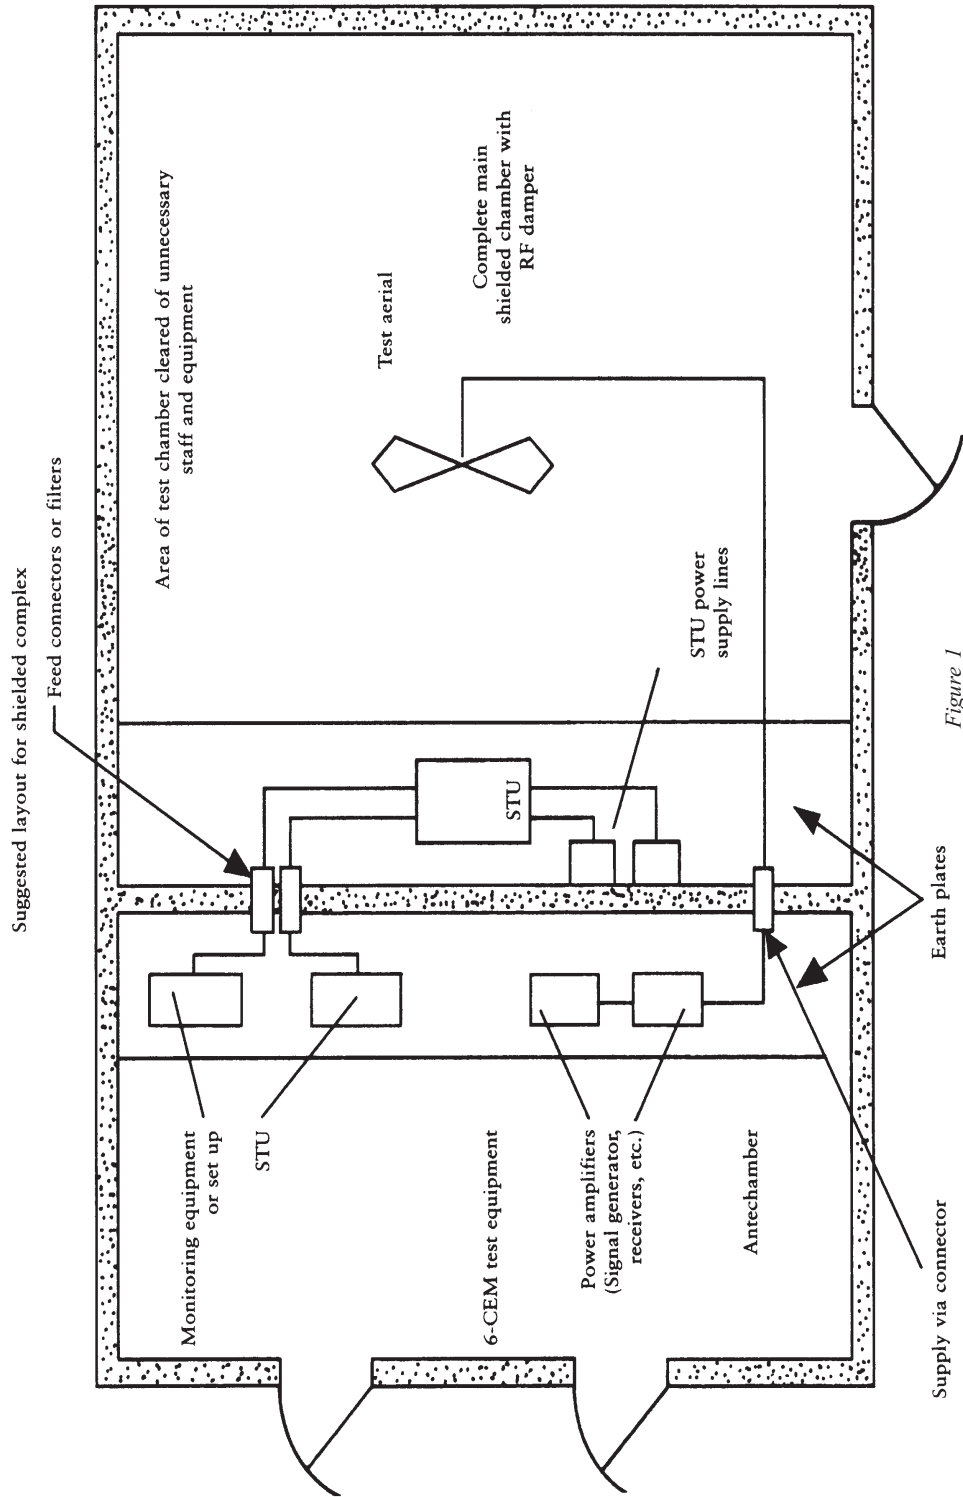 Suggested layout for shielded complex
Feed connectors or filters
Area of test chamber cleared of unnecessary
staff and equipment
Test aerial
Complete main
shielded chamber with
RF damper
STU
STU power
supply lines
Monitoring equipment
or set up
STU
6-CEM test equipment
Power amplifiers
(Signal generator,
receivers, etc.)
Antechamber
Supply via connector
Earth plates
Figure 1